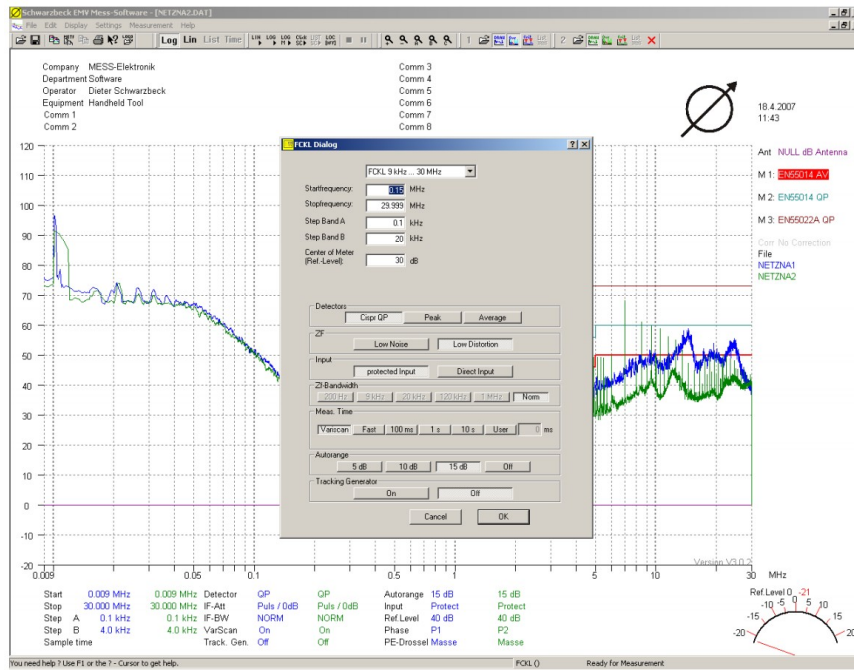 Schwarzbeck EMV Mess-Software - [NETZNA2.DAT]
File Edit Display Settings Measurement Help
Log Lin List Time
1
2
Company MESS-Elektronik
Department Software
Operator Dieter Schwarzbeck
Equipment Handheld Tool
Comm 1
Comm 2
Comm 3
Comm 4
Comm 5
Comm 6
Comm 7
Comm 8
18.4.2007
11:43
Ant NULL dB Antenna
M 1: EN55014 AV
M 2: EN55014 QP
M 3: EN55022A QP
Corr No Correction
File
NETZNA1
NETZNA2
120
110
100
90
80
70
60
50
40
30
20
10
0
-10
-20
0.009 0.05 0.1 0.5 1 5 10 30 MHz
Version V3.0.2
FCKL Dialog
FCKL 9 kHz ... 30 MHz
Startfrequency: 0.15 MHz
Stopfrequency: 29.999 MHz
Step Band A 0.1 kHz
Step Band B 20 kHz
Center of Meter
(Ref.-Level): 30 dB
Detectors
Cispr QP Peak Average
ZF
Low Noise Low Distortion
Input
protected Input Direct Input
Zf-Bandwidth
200 Hz 9 kHz 20 kHz 120 kHz 1 MHz Norm
Meas. Time
Variscan Fast 100 ms 1 s 10 s User 0 ms
Autorange
5 dB 10 dB 15 dB Off
Tracking Generator
On Off
Cancel OK
Start 0.009 MHz 0.009 MHz Detector QP QP Autorange 15 dB 15 dB
Stop 30.000 MHz 30.000 MHz IF-Att Puls / 0dB Puls / 0dB Input Protect Protect
Step A 0.1 kHz 0.1 kHz IF-BW NORM NORM Ref.Level 40 dB 40 dB
Step B 4.0 kHz 4.0 kHz VarScan On On Phase P1 P2
Sample time Track. Gen. Off Off PE-Drossel Masse Masse
Ref.Level 0 -21
-20 -15 -10 -5 0 5 10 15 20
You need help ? Use F1 or the ? - Cursor to get help.
FCKL () Ready for Measurement